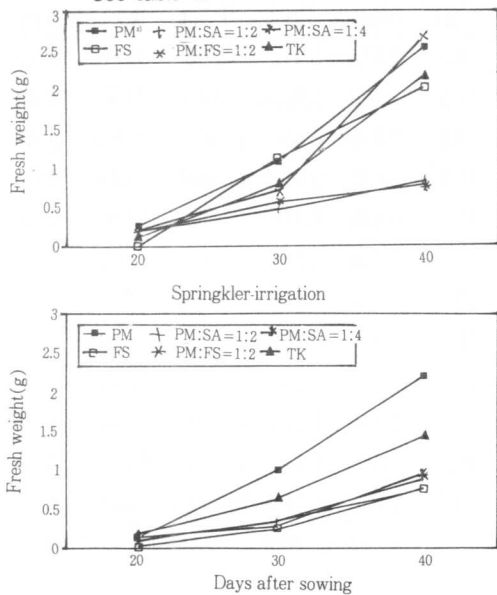 3
PM PM:SA=1:2 PM:SA=1:4
FS PM:FS=1:2 TK
2.5
2
1.5
1
0.5
0
Fresh weight(g)
20 30 40
Springkler-irrigation
3
PM PM:SA=1:2 PM:SA=1:4
FS PM:FS=1:2 TK
2.5
2
1.5
1
0.5
0
Fresh weight(g)
20 30 40
Days after sowing